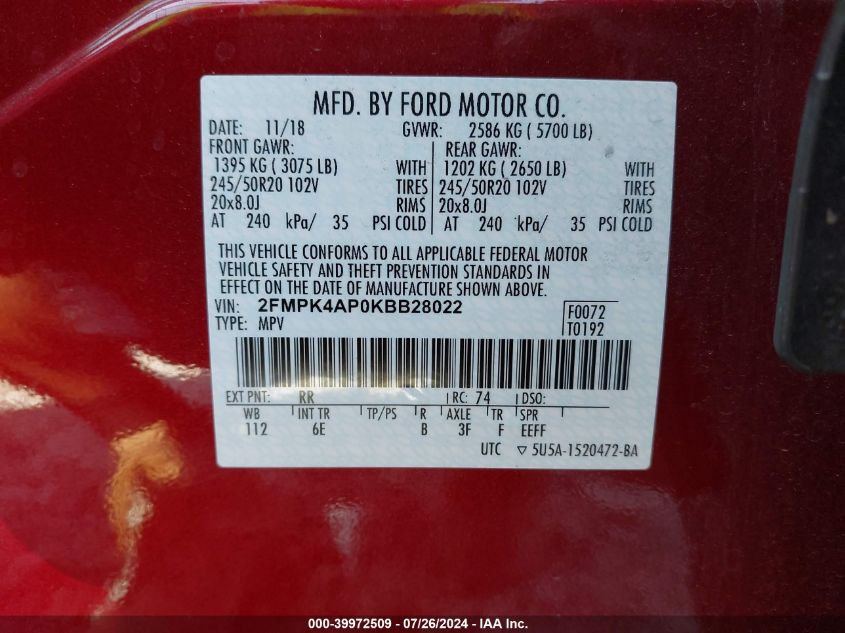 MFD. BY FORD MOTOR CO.
DATE: 11/18 GVWR: 2586 KG ( 5700 LB)
FRONT GAWR: REAR GAWR:
1395 KG ( 3075 LB) WITH 1202 KG ( 2650 LB) WITH
245/50R20 102V TIRES 245/50R20 102V TIRES
20x8.0J RIMS 20x8.0J RIMS
AT 240 kPa/ 35 PSI COLD AT 240 kPa/ 35 PSI COLD
THIS VEHICLE CONFORMS TO ALL APPLICABLE FEDERAL MOTOR
VEHICLE SAFETY AND THEFT PREVENTION STANDARDS IN
EFFECT ON THE DATE OF MANUFACTURE SHOWN ABOVE.
VIN: 2FMPK4AP0KBB28022 F0072
TYPE: MPV T0192
EXT PNT: RR RC: 74 DSO:
WB INT TR TP/PS R AXLE TR SPR
112 6E B 3F F EEFF
UTC ▽ 5U5A-1520472-BA
000-39972509 - 07/26/2024 - IAA Inc.